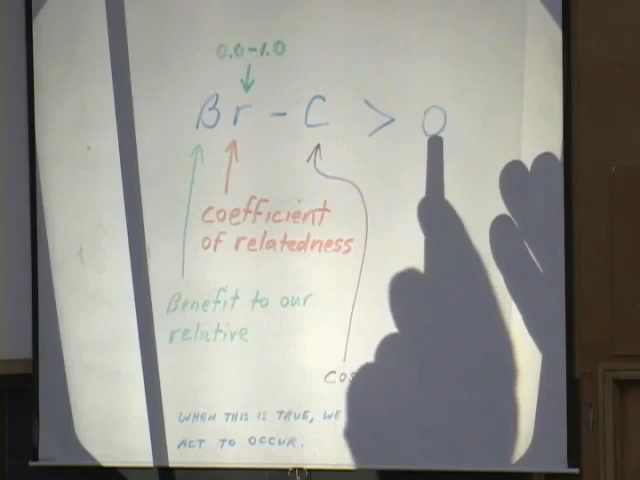 0.0-1.0
Br - C > 0
coefficient
of relatedness
Benefit to our
relative
WHEN THIS IS TRUE, WE
ACT TO OCCUR.